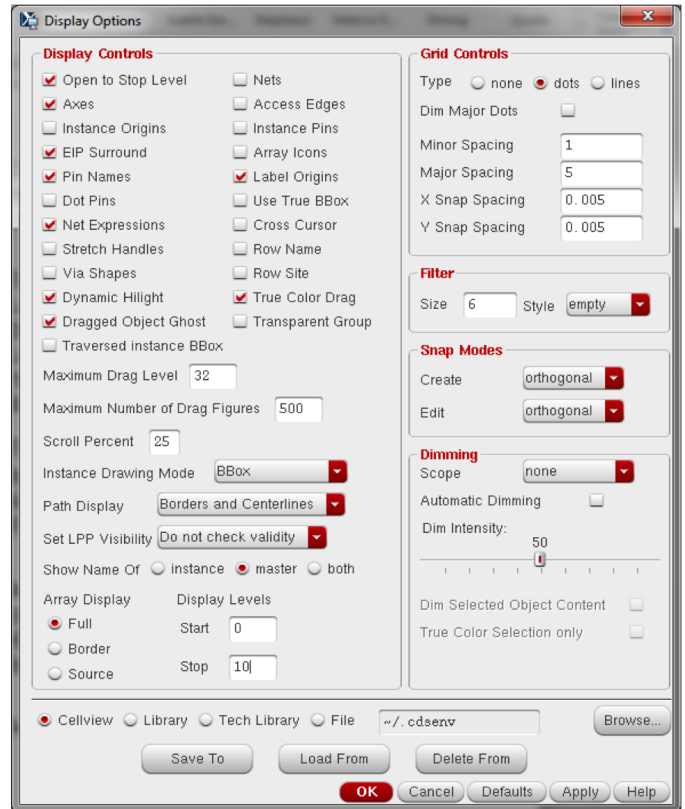 Display Options
Display Controls
Open to Stop Level
Nets
Axes
Access Edges
Instance Origins
Instance Pins
EIP Surround
Array Icons
Pin Names
Label Origins
Dot Pins
Use True BBox
Net Expressions
Cross Cursor
Stretch Handles
Row Name
Via Shapes
Row Site
Dynamic Hilight
True Color Drag
Dragged Object Ghost
Transparent Group
Traversed instance BBox
Maximum Drag Level 32
Maximum Number of Drag Figures 500
Scroll Percent 25
Instance Drawing Mode BBox
Path Display Borders and Centerlines
Set LPP Visibility Do not check validity
Show Name Of instance master both
Array Display
Full
Border
Source
Display Levels
Start 0
Stop 10
Grid Controls
Type none dots lines
Dim Major Dots
Minor Spacing 1
Major Spacing 5
X Snap Spacing 0.005
Y Snap Spacing 0.005
Filter
Size 6 Style empty
Snap Modes
Create orthogonal
Edit orthogonal
Dimming
Scope none
Automatic Dimming
Dim Intensity:
50
Dim Selected Object Content
True Color Selection only
Cellview Library Tech Library File ~/.cdsenv Browse...
Save To Load From Delete From
OK Cancel Defaults Apply Help